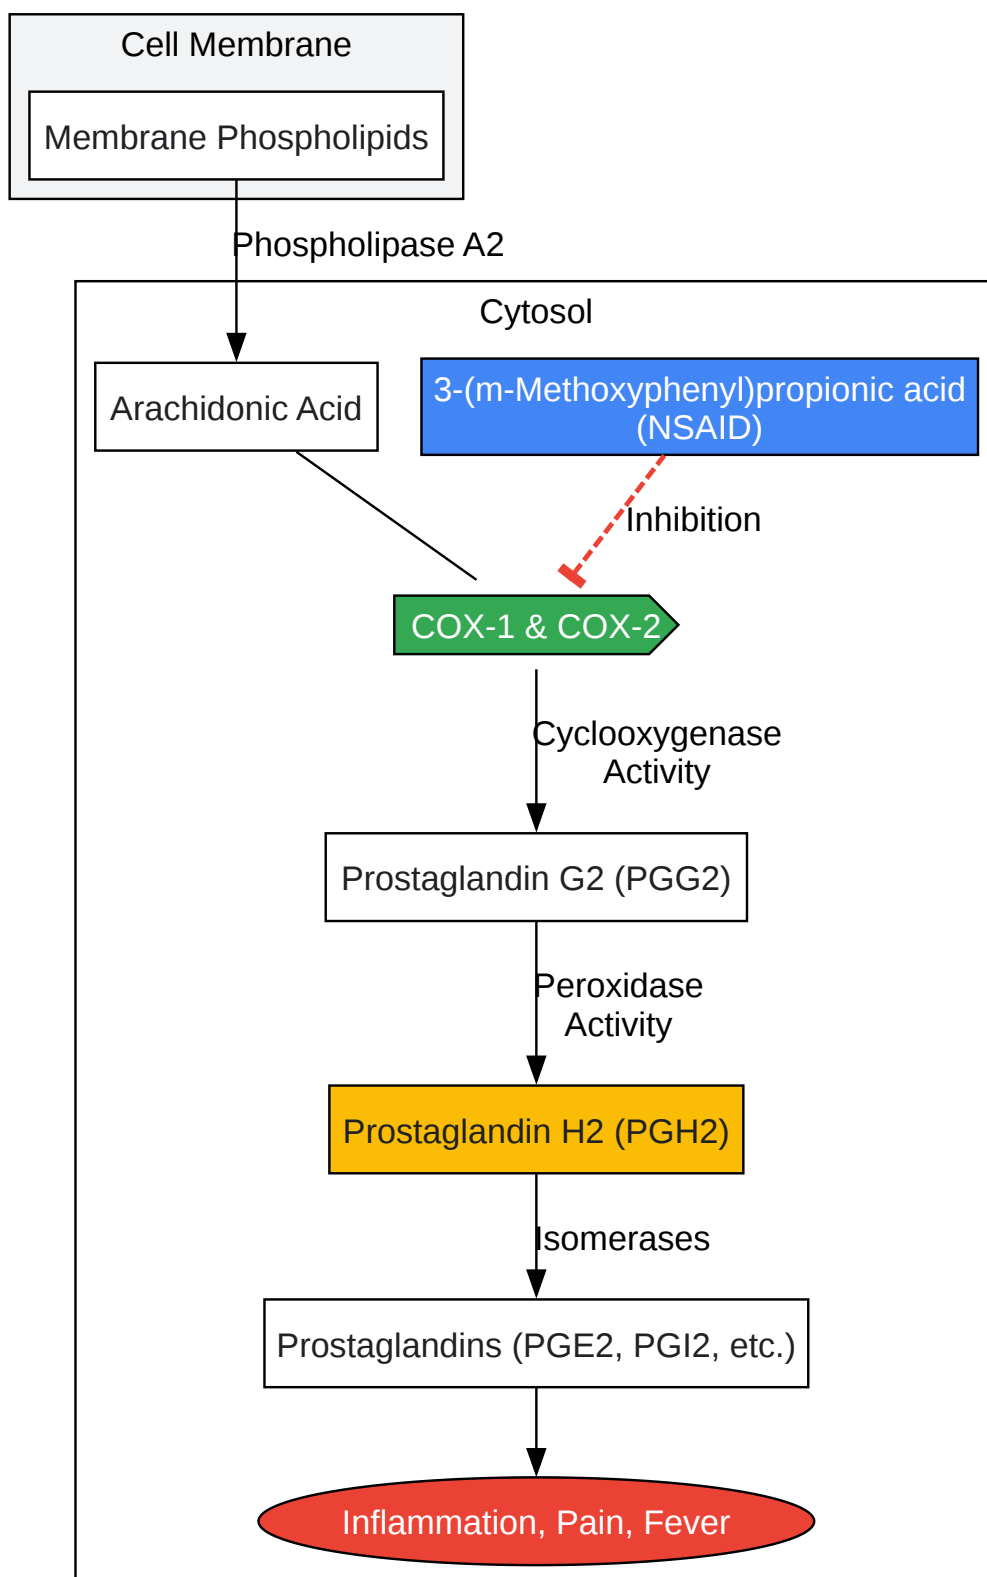 Cell Membrane
Membrane Phospholipids
Phospholipase A2
Cytosol
Arachidonic Acid
3-(m-Methoxyphenyl)propionic acid
(NSAID)
Inhibition
COX-1 & COX-2
Cyclooxygenase
Activity
Prostaglandin G2 (PGG2)
Peroxidase
Activity
Prostaglandin H2 (PGH2)
Isomerases
Prostaglandins (PGE2, PGI2, etc.)
Inflammation, Pain, Fever